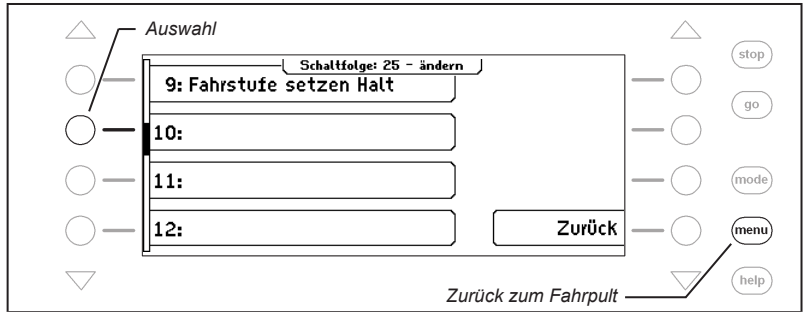 Auswahl
Schaltfolge: 25 - ändern
9: Fahrstufe setzen Halt
10:
11:
12:
Zurück
stop
go
mode
menu
help
Zurück zum Fahrpult